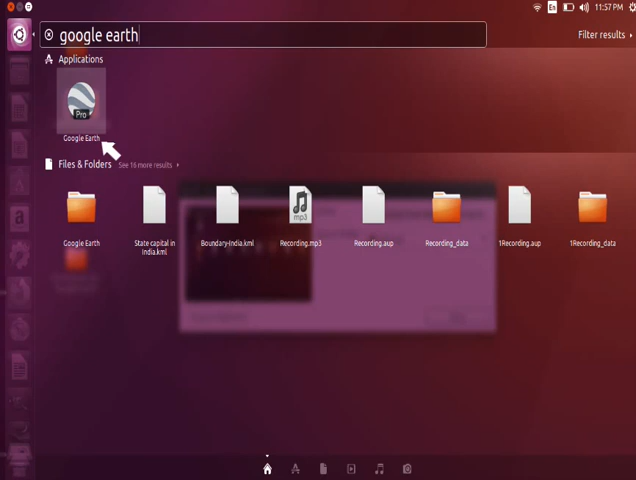 En 11:57 PM
google earth
Filter results
Applications
Pro
Google Earth
Files & Folders See 16 more results
mp3
Google Earth
State capital in India.kml
Boundary-India.kml
Recording.mp3
Recording.aup
Recording_data
1Recording.aup
1Recording_data